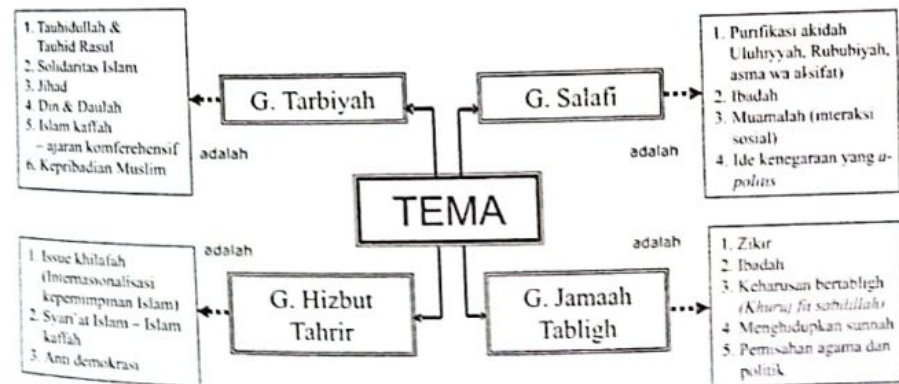 1. Tauhidullah &
Tauhid Rasul
2. Solidaritas Islam
3. Jihad
4. Din & Daulah
5. Islam kaffah
– ajaran komferehensif
6. Kepribadian Muslim
adalah
G. Tarbiyah
G. Salafi
adalah
1. Purifikasi akidah
Uluhiyyah, Rububiyah,
asma wa alsifat)
2. Ibadah
3. Muamalah (interaksi
sosial)
4. Ide kenegaraan yang a-
politis
TEMA
1. Issue khilafah
(Internasionalisasi
kepemimpinan Islam)
2. Syari'at Islam – Islam
kaffah
3. Anti demokrasi
adalah
G. Hizbut
Tahrir
G. Jamaah
Tabligh
adalah
1. Zikir
2. Ibadah
3. Keharusan bertabligh
(Khuruj fii sabilillah)
4. Menghidupkan sunnah
5. Pemisahan agama dan
politik